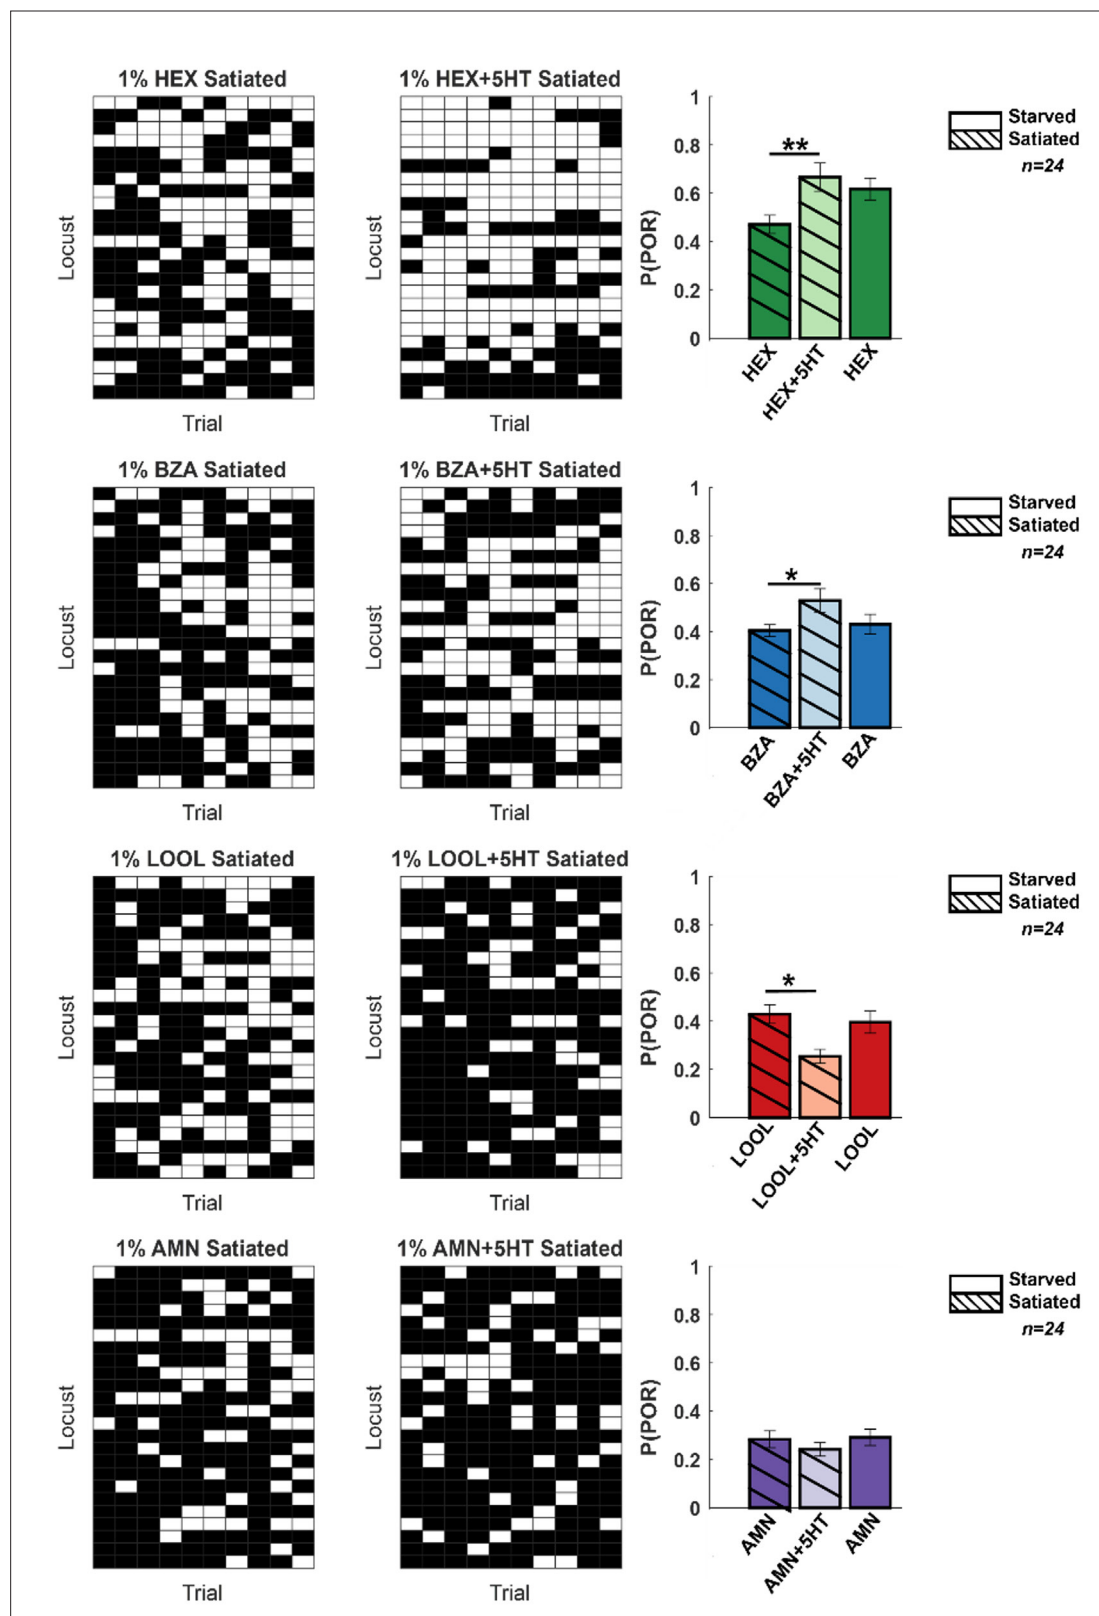 1% HEX Satiated
1% HEX+5HT Satiated
Locust
Trial
Locust
Trial
P(POR)
1
0.8
0.6
0.4
0.2
0
**
HEX
HEX+5HT
HEX
Starved
Satiated
n=24
1% BZA Satiated
1% BZA+5HT Satiated
Locust
Trial
Locust
Trial
P(POR)
1
0.8
0.6
0.4
0.2
0
*
BZA
BZA+5HT
BZA
Starved
Satiated
n=24
1% LOOL Satiated
1% LOOL+5HT Satiated
Locust
Trial
Locust
Trial
P(POR)
1
0.8
0.6
0.4
0.2
0
*
LOOL
LOOL+5HT
LOOL
Starved
Satiated
n=24
1% AMN Satiated
1% AMN+5HT Satiated
Locust
Trial
Locust
Trial
P(POR)
1
0.8
0.6
0.4
0.2
0
AMN
AMN+5HT
AMN
Starved
Satiated
n=24